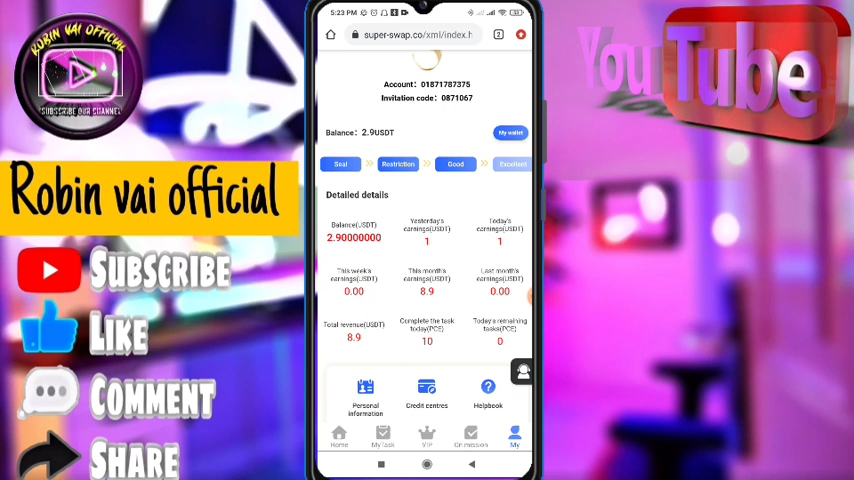 ROBIN VAI OFFICIAL
SUBSCRIBE OUR CHANNEL
Robin vai official
SUBSCRIBE
LIKE
COMMENT
SHARE
5:23 PM
super-swap.co/xml/index.h
2
Account: 01871787375
Invitation code: 0871067
Balance: 2.9USDT
My wallet
Seal
Restriction
Good
Excellent
Detailed details
Balance(USDT)
2.90000000
Yesterday's
earnings(USDT)
1
Today's
earnings(USDT)
1
This week's
earnings(USDT)
0.00
This month's
earnings(USDT)
8.9
Last month's
earnings(USDT)
0.00
Total revenue(USDT)
8.9
Complete the task
today(PCE)
10
Today's remaining
tasks(PCE)
0
Personal
information
Credit centres
Helpbook
Home
My Task
VIP
On mission
My
YouTube